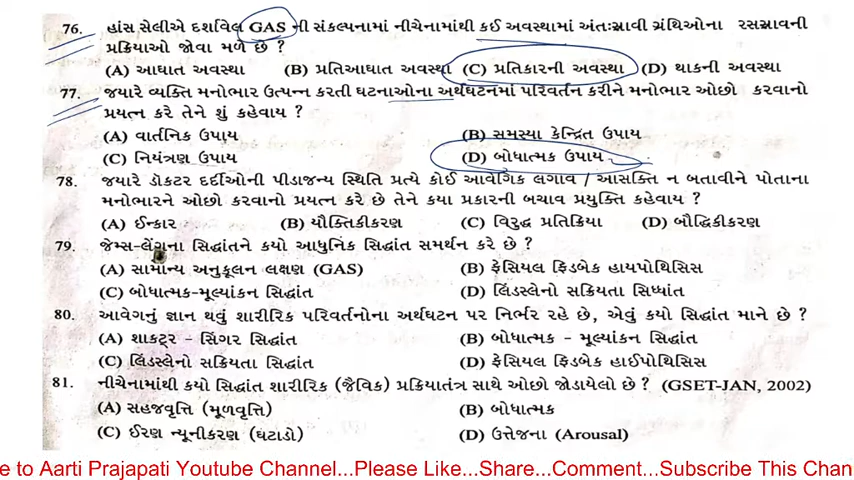 76. હાંસ સેલીએ દર્શાવેલ GAS ની સંકલ્પનામાં નીચેનામાંથી કઈ અવસ્થામાં અંતઃસ્રાવી ગ્રંથિઓના રસસ્રાવની
પ્રક્રિયાઓ જોવા મળે છે ?
(A) આઘાત અવસ્થા (B) પ્રતિઆઘાત અવસ્થા (C) પ્રતિકારની અવસ્થા (D) થાકની અવસ્થા
77. જ્યારે વ્યક્તિ મનોભાર ઉત્પન્ન કરતી ઘટનાઓના અર્થઘટનમાં પરિવર્તન કરીને મનોભાર ઓછો કરવાનો
પ્રયત્ન કરે તેને શું કહેવાય ?
(A) વાર્તનિક ઉપાય (B) સમસ્યા કેન્દ્રિત ઉપાય
(C) નિયંત્રણ ઉપાય (D) બોધાત્મક ઉપાય
78. જ્યારે ડૉકટર દર્દીઓની પીડાજન્ય સ્થિતિ પ્રત્યે કોઈ આવેગિક લગાવ / આસક્તિ ન બતાવીને પોતાના
મનોભારને ઓછો કરવાનો પ્રયત્ન કરે છે તેને કયા પ્રકારની બચાવ પ્રયુક્તિ કહેવાય ?
(A) ઈન્કાર (B) યૌક્તિકીકરણ (C) વિરુદ્ધ પ્રતિક્રિયા (D) બૌદ્ધિકીકરણ
79. જેમ્સ-લેંગના સિદ્ધાંતને કયો આધુનિક સિદ્ધાંત સમર્થન કરે છે ?
(A) સામાન્ય અનુકૂલન લક્ષણ (GAS) (B) ફેસિયલ ફિડબેક હાયપોથિસિસ
(C) બોધાત્મક-મૂલ્યાંકન સિદ્ધાંત (D) લિંડસ્લેનો સક્રિયતા સિધ્ધાંત
80. આવેગનું જ્ઞાન થવું શારીરિક પરિવર્તનોના અર્થઘટન પર નિર્ભર રહે છે, એવું કયો સિદ્ધાંત માને છે ?
(A) શાકટ્ર - સિંગર સિદ્ધાંત (B) બોધાત્મક - મૂલ્યાંકન સિદ્ધાંત
(C) લિંડસ્લેનો સક્રિયતા સિદ્ધાંત (D) ફેસિયલ ફિડબેક હાઈપોથિસિસ
81. નીચેનામાંથી કયો સિદ્ધાંત શારીરિક (જૈવિક) પ્રક્રિયાતંત્ર સાથે ઓછો જોડાયેલો છે ? (GSET-JAN, 2002)
(A) સહજવૃત્તિ (મૂળવૃત્તિ) (B) બોધાત્મક
(C) ઈરણ ન્યૂનીકરણ (ઘટાડો) (D) ઉત્તેજના (Arousal)
e to Aarti Prajapati Youtube Channel...Please Like...Share...Comment...Subscribe This Chan